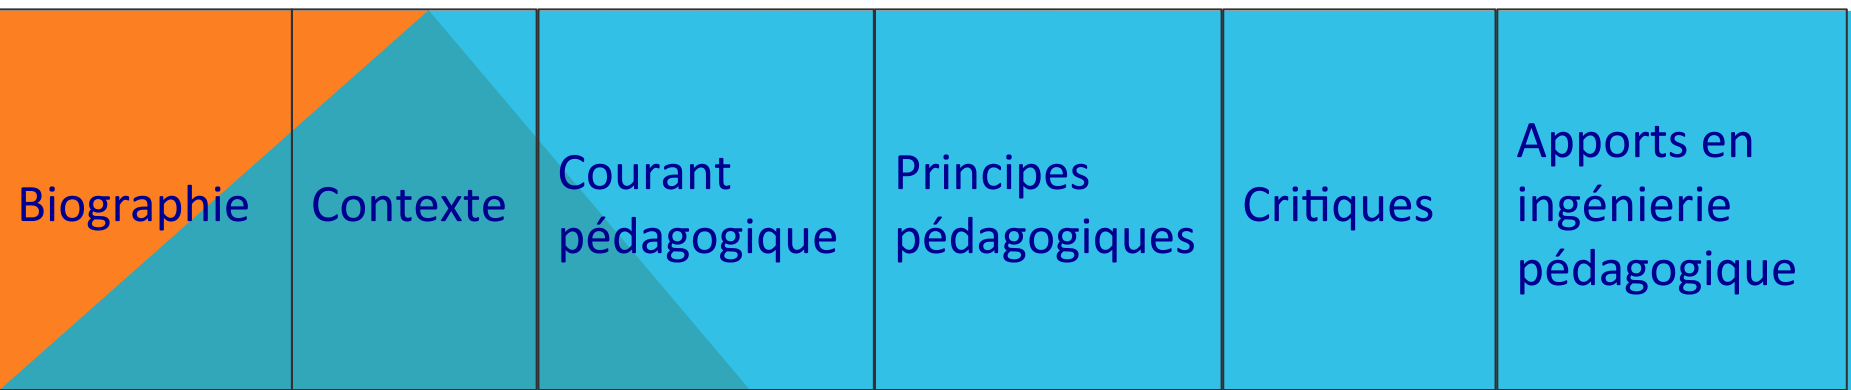 Biographie
Contexte
Courant
pédagogique
Principes
pédagogiques
Critiques
Apports en
ingénierie
pédagogique